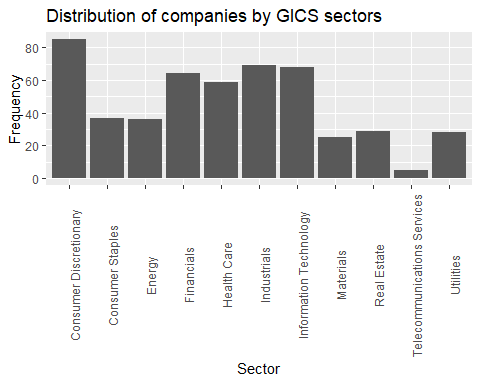 Distribution of companies by GICS sectors
Frequency
80
60
40
20
0
Consumer Discretionary
Consumer Staples
Energy
Financials
Health Care
Industrials
Information Technology
Materials
Real Estate
Telecommunications Services
Utilities
Sector